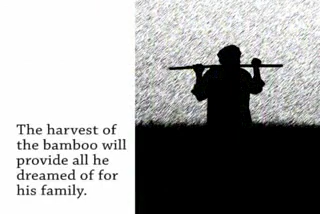 The harvest of
the bamboo will
provide all he
dreamed of for
his family.